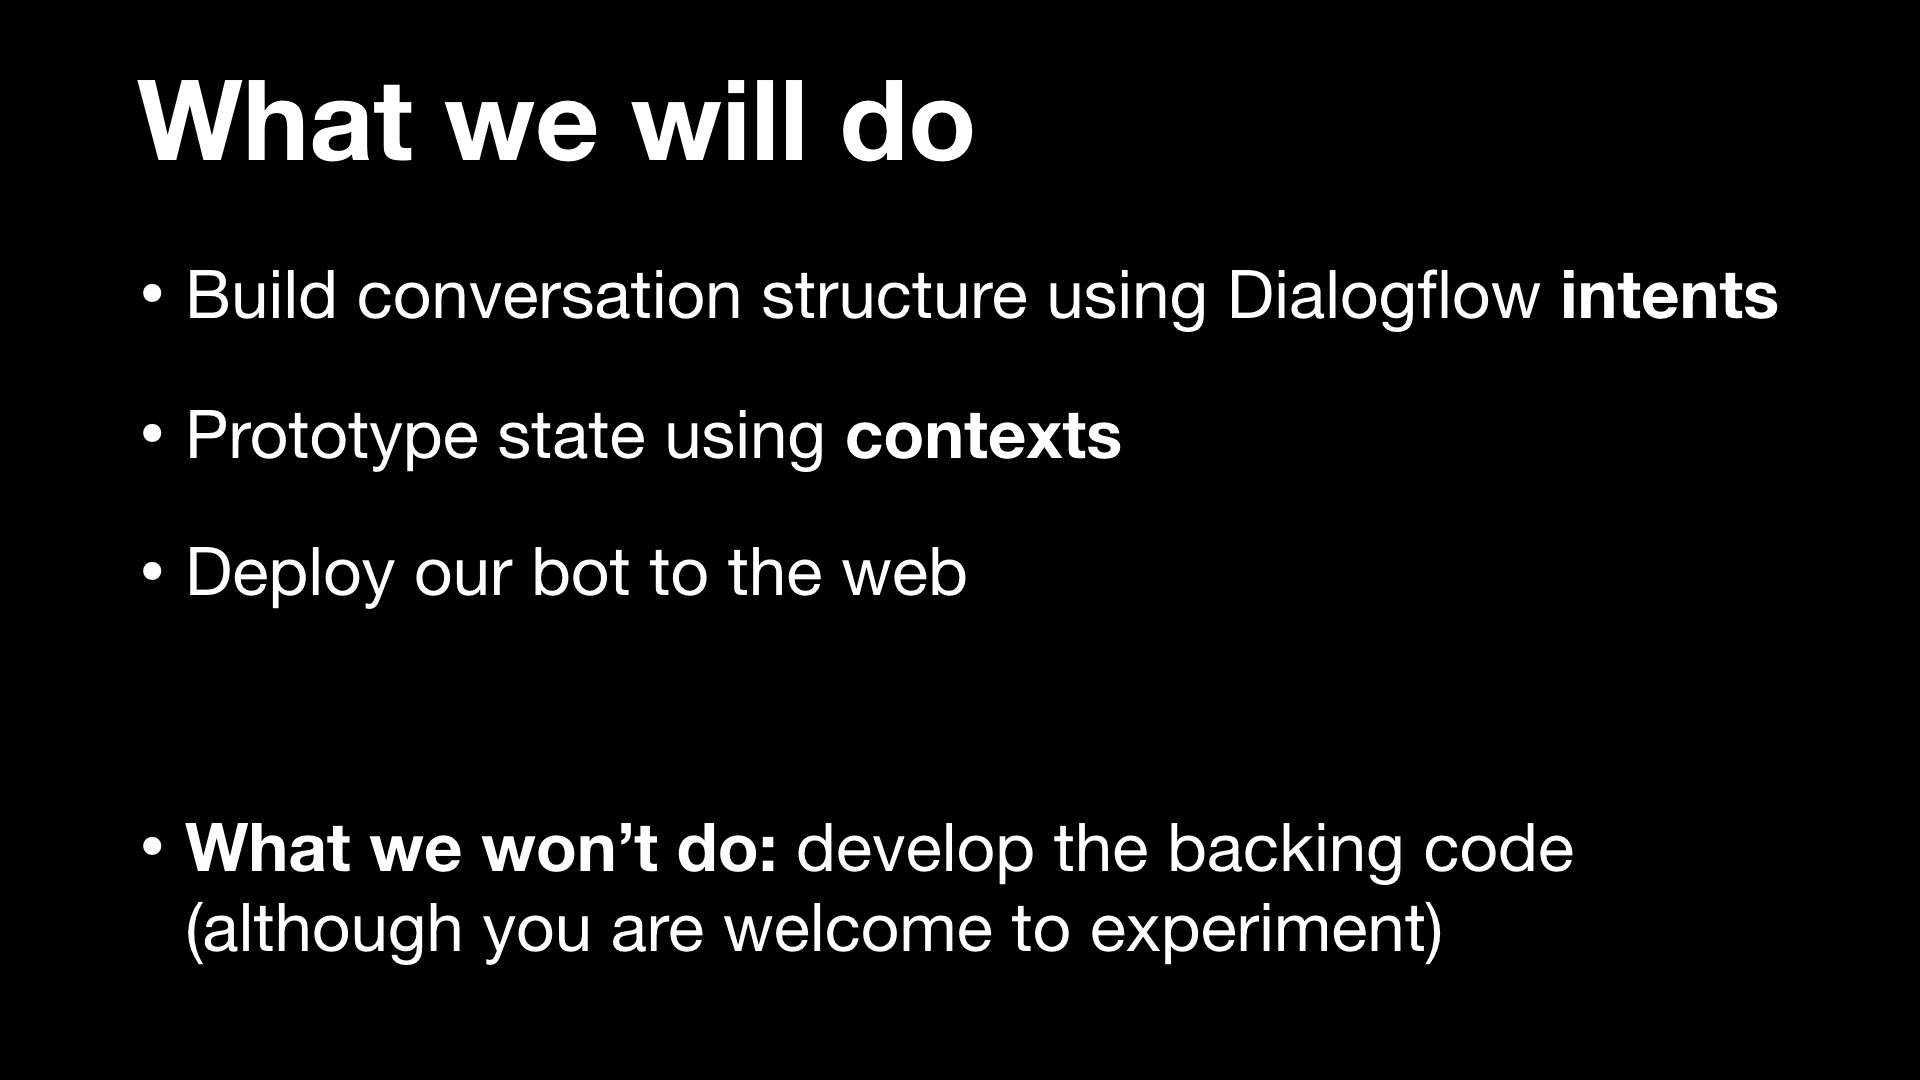 What we will do
• Build conversation structure using Dialogflow intents
• Prototype state using contexts
• Deploy our bot to the web
• What we won’t do: develop the backing code
(although you are welcome to experiment)